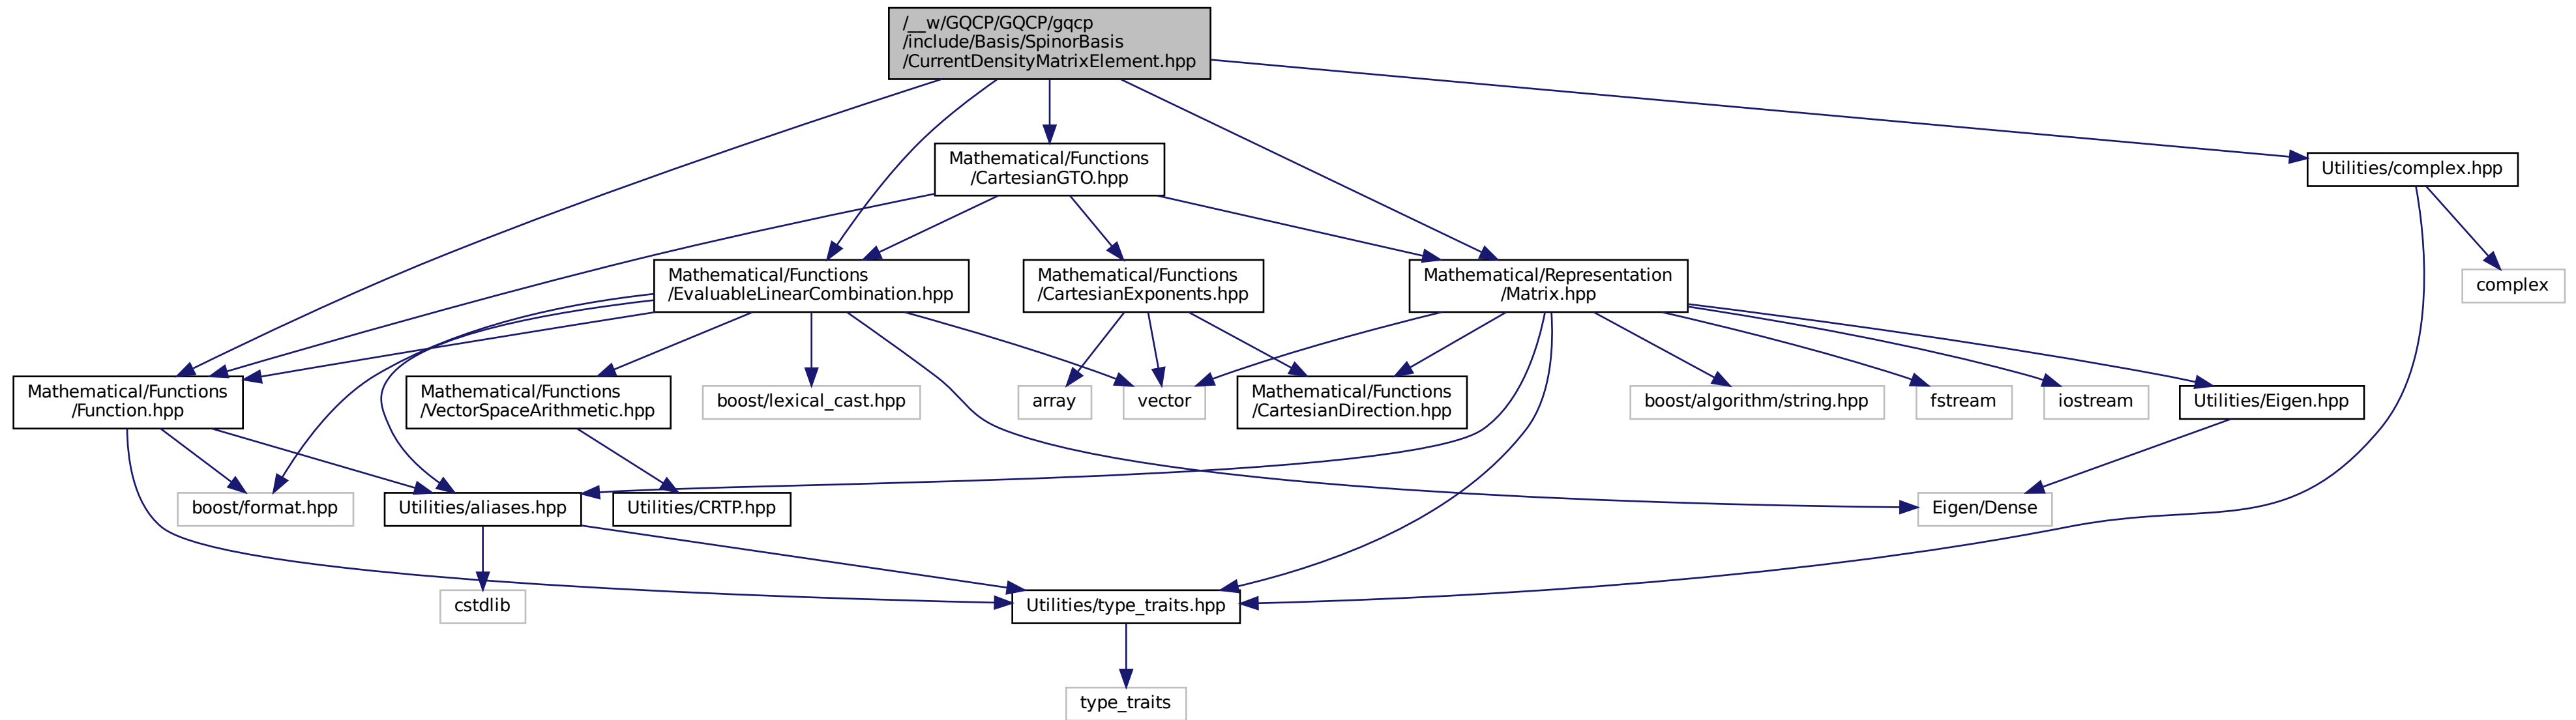 /__w/GQCP/GQCP/gqcp
/include/Basis/SpinorBasis
/CurrentDensityMatrixElement.hpp
Mathematical/Functions
/CartesianGTO.hpp
Utilities/complex.hpp
Mathematical/Functions
/EvaluableLinearCombination.hpp
Mathematical/Functions
/CartesianExponents.hpp
Mathematical/Representation
/Matrix.hpp
complex
Mathematical/Functions
/Function.hpp
Mathematical/Functions
/VectorSpaceArithmetic.hpp
boost/lexical_cast.hpp
array
vector
Mathematical/Functions
/CartesianDirection.hpp
boost/algorithm/string.hpp
fstream
iostream
Utilities/Eigen.hpp
boost/format.hpp
Utilities/aliases.hpp
Utilities/CRTP.hpp
Eigen/Dense
cstdlib
Utilities/type_traits.hpp
type_traits